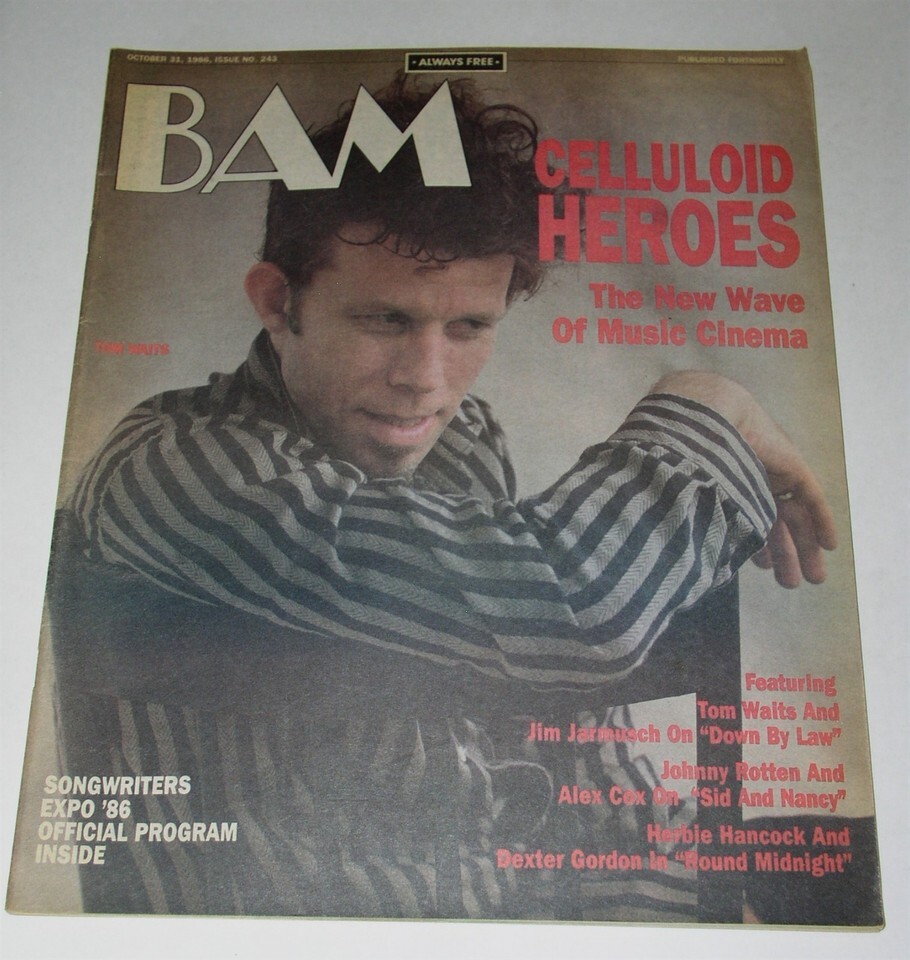 OCTOBER 31, 1986, ISSUE NO. 243
• ALWAYS FREE •
PUBLISHED FORTNIGHTLY
BAM
CELLULOID
HEROES
The New Wave
Of Music Cinema
TOM WAITS
Featuring
Tom Waits And
Jim Jarmusch On "Down By Law"
Johnny Rotten And
Alex Cox On "Sid And Nancy"
Herbie Hancock And
Dexter Gordon In "Round Midnight"
SONGWRITERS
EXPO '86
OFFICIAL PROGRAM
INSIDE